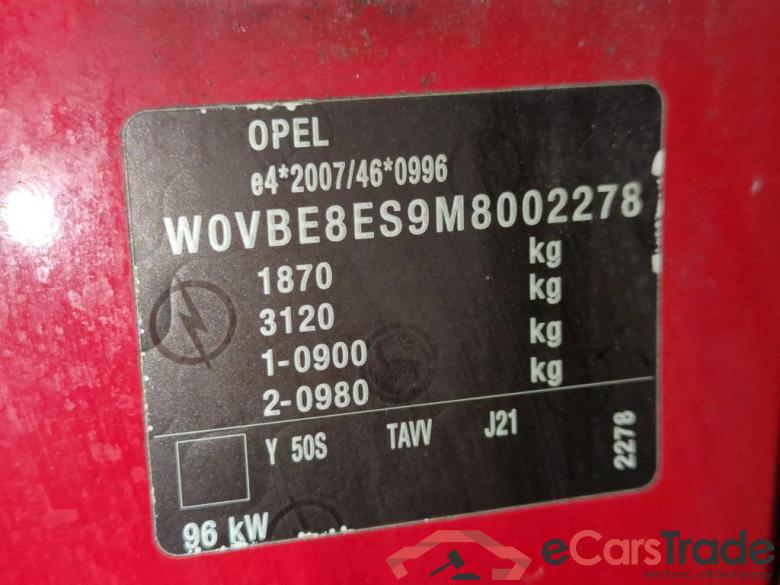 OPEL
e4*2007/46*0996
W0VBE8ES9M8002278
1870 kg
3120 kg
1-0900 kg
2-0980 kg
Y 50S TAVV J21 2278
96 kW
eCarsTrade